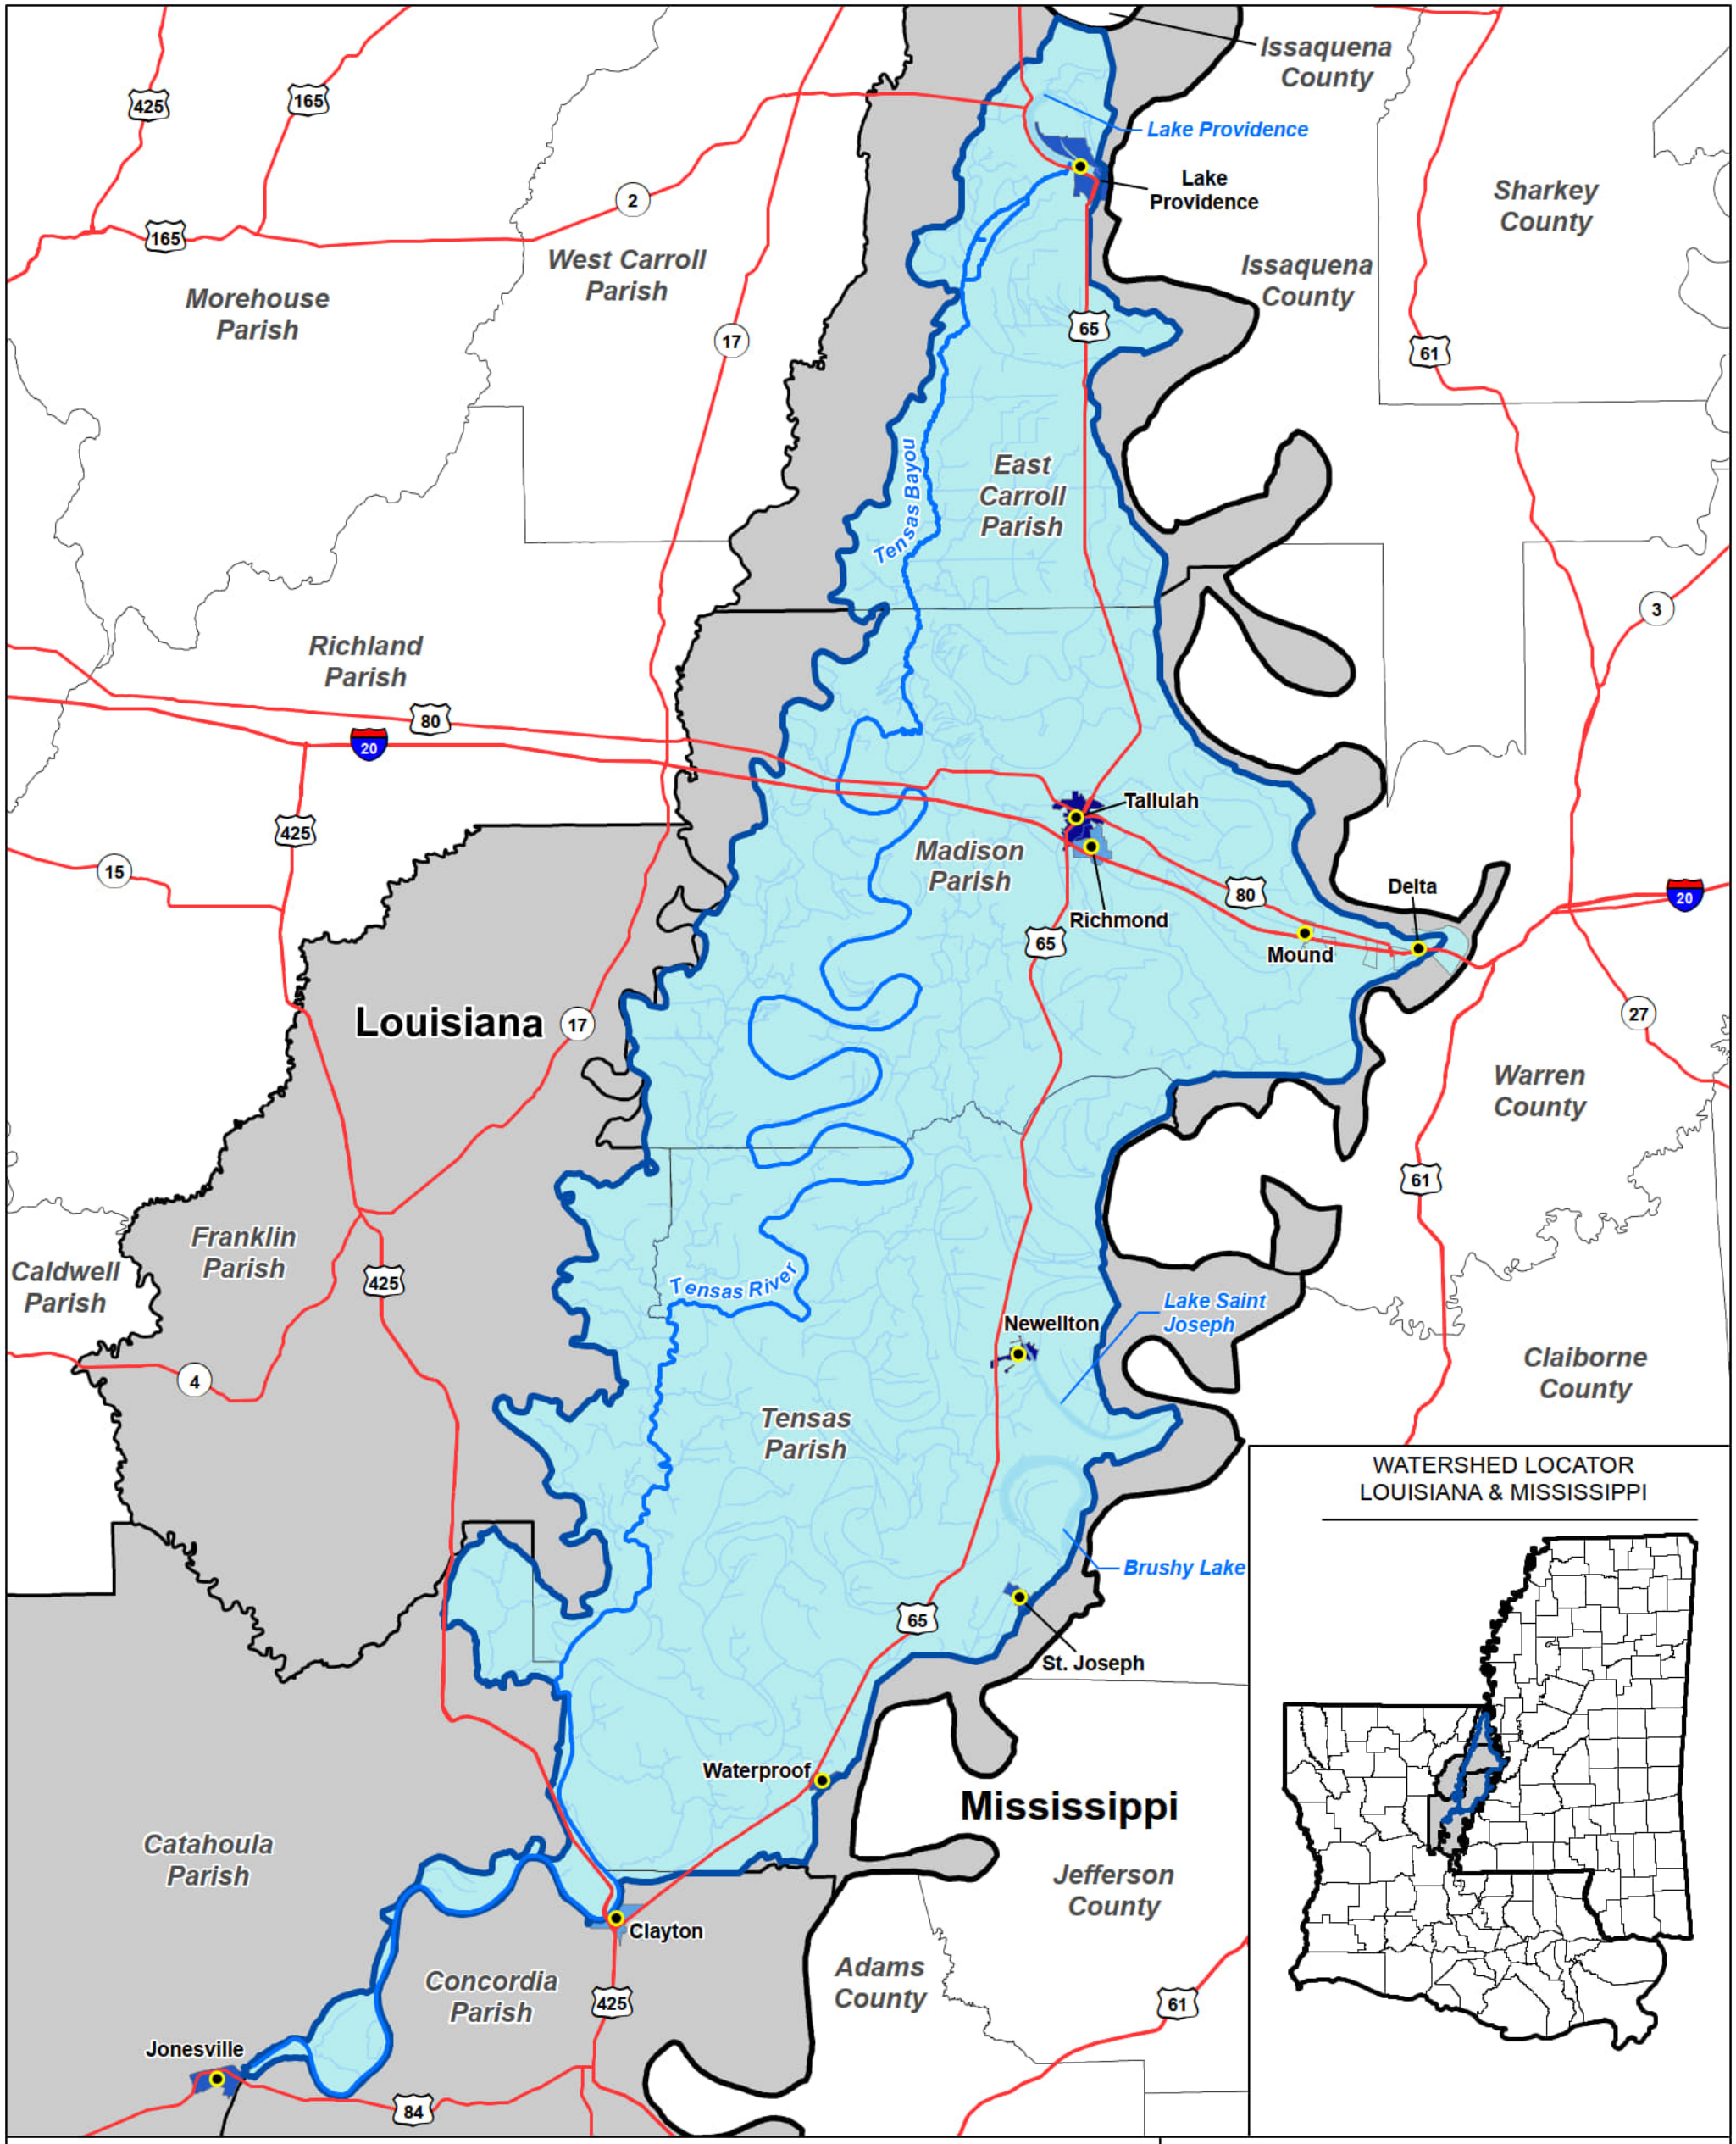 Issaquena
County
425
165
Lake Providence
Lake
Providence
Sharkey
County
2
165
West Carroll
Parish
Issaquena
County
Morehouse
Parish
17
65
61
East
Carroll
Parish
Tensas Bayou
3
Richland
Parish
80
20
425
Tallulah
15
Madison
Parish
80
Delta
20
Richmond
65
Mound
Louisiana
17
27
Warren
County
61
Franklin
Parish
Caldwell
Parish
425
Tensas River
Lake Saint
Joseph
Newellton
Claiborne
County
4
Tensas
Parish
WATERSHED LOCATOR
LOUISIANA & MISSISSIPPI
Brushy Lake
65
St. Joseph
Waterproof
Mississippi
Catahoula
Parish
Jefferson
County
Clayton
Adams
County
Concordia
Parish
425
61
Jonesville
84